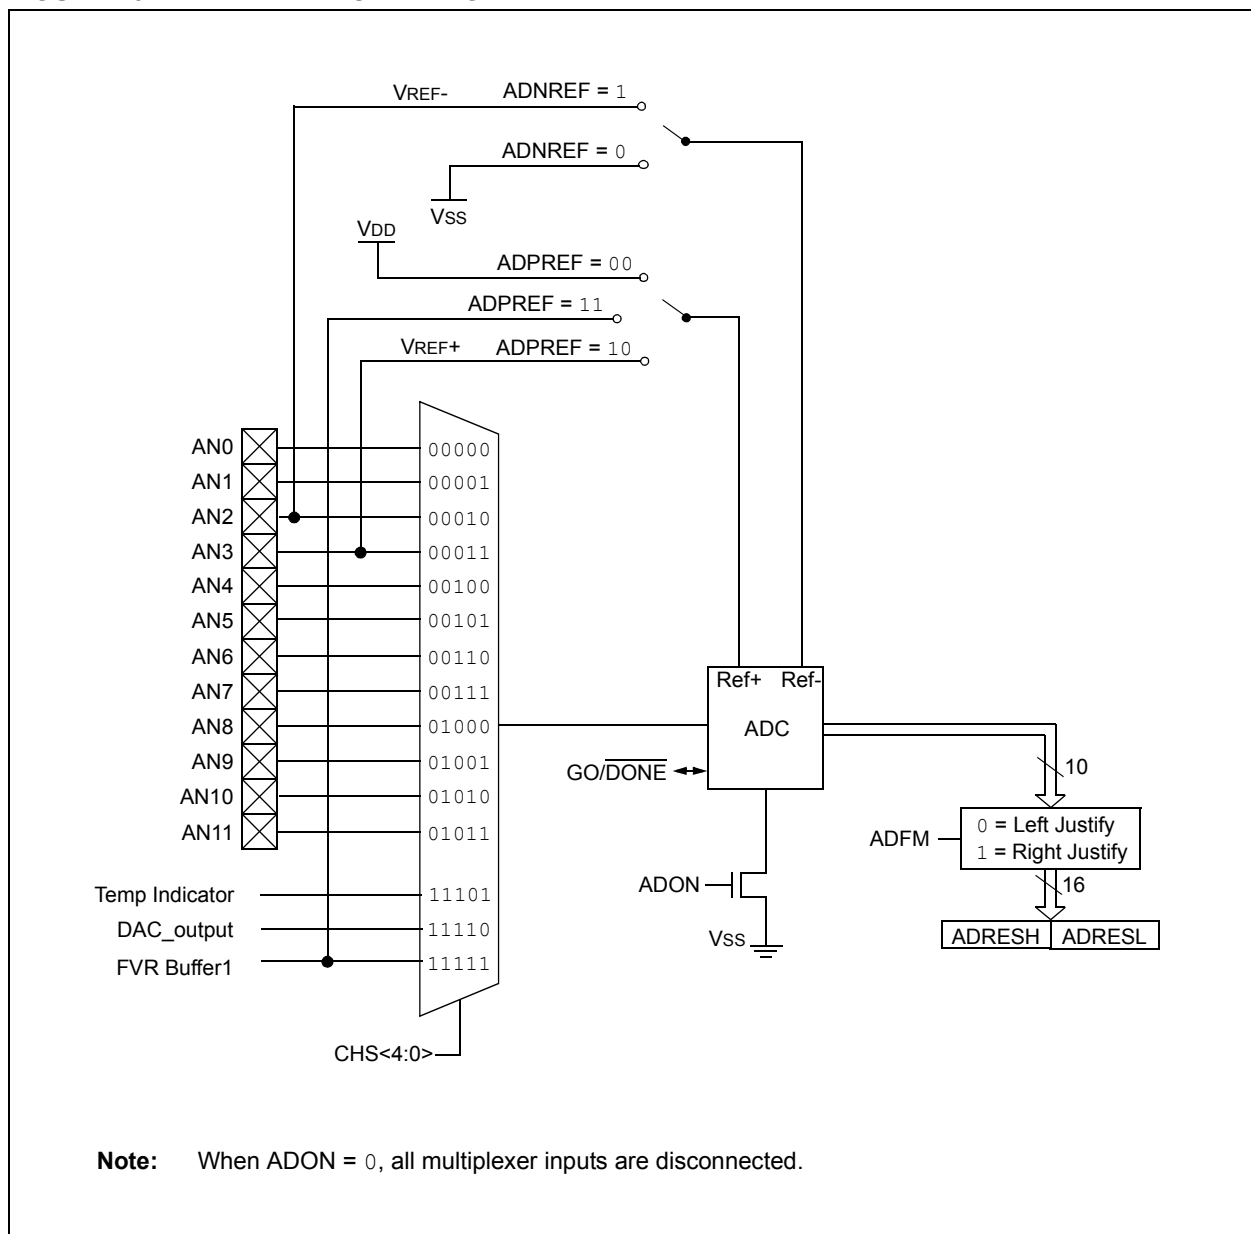 VREF- ADNREF = 1
ADNREF = 0
VSS
VDD
ADPREF = 00
ADPREF = 11
VREF+ ADPREF = 10
AN0 00000
AN1 00001
AN2 00010
AN3 00011
AN4 00100
AN5 00101
AN6 00110
AN7 00111
AN8 01000
AN9 01001
AN10 01010
AN11 01011
Temp Indicator 11101
DAC_output 11110
FVR Buffer1 11111
CHS<4:0>
Ref+ Ref-
ADC
GO/DONE
ADON
VSS
10
ADFM
0 = Left Justify
1 = Right Justify
16
ADRESH ADRESL
Note: When ADON = 0, all multiplexer inputs are disconnected.